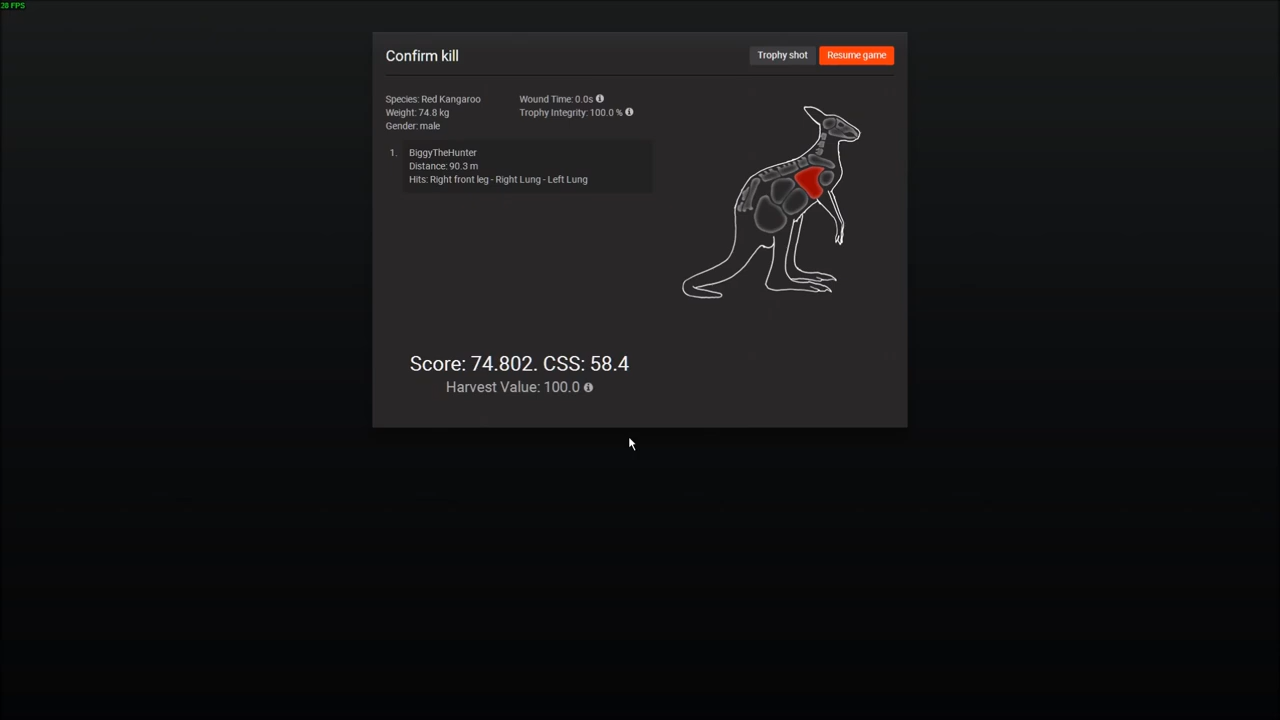 28 FPS
Confirm kill
Trophy shot
Resume game
Species: Red Kangaroo
Weight: 74.8 kg
Gender: male
Wound Time: 0.0s
Trophy Integrity: 100.0 %
1.
BiggyTheHunter
Distance: 90.3 m
Hits: Right front leg - Right Lung - Left Lung
Score: 74.802. CSS: 58.4
Harvest Value: 100.0